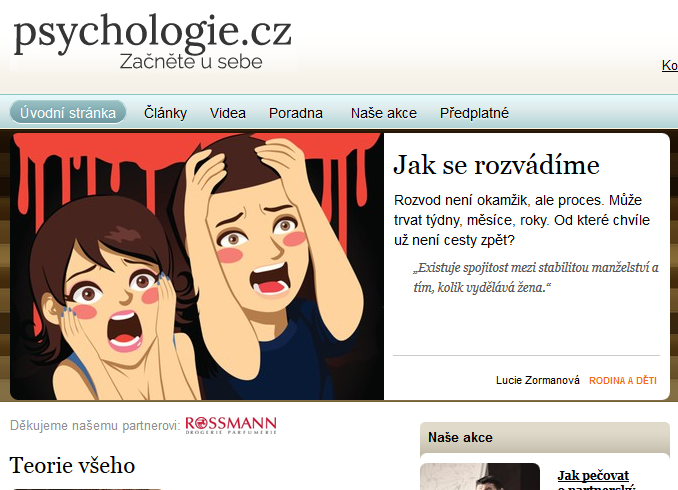 psychologie.cz
Začněte u sebe
Ko
Úvodní stránka Články Videa Poradna Naše akce Předplatné
Jak se rozvádíme
Rozvod není okamžik, ale proces. Může
trvat týdny, měsíce, roky. Od které chvíle
už není cesty zpět?
„Existuje spojitost mezi stabilitou manželství a
tím, kolik vydělává žena.“
Lucie Zormanová RODINA A DĚTI
Děkujeme našemu partnerovi: ROSSMANN
DROGERIE PARFUMERIE
Naše akce
Teorie všeho
Jak pečovat
o partnerský